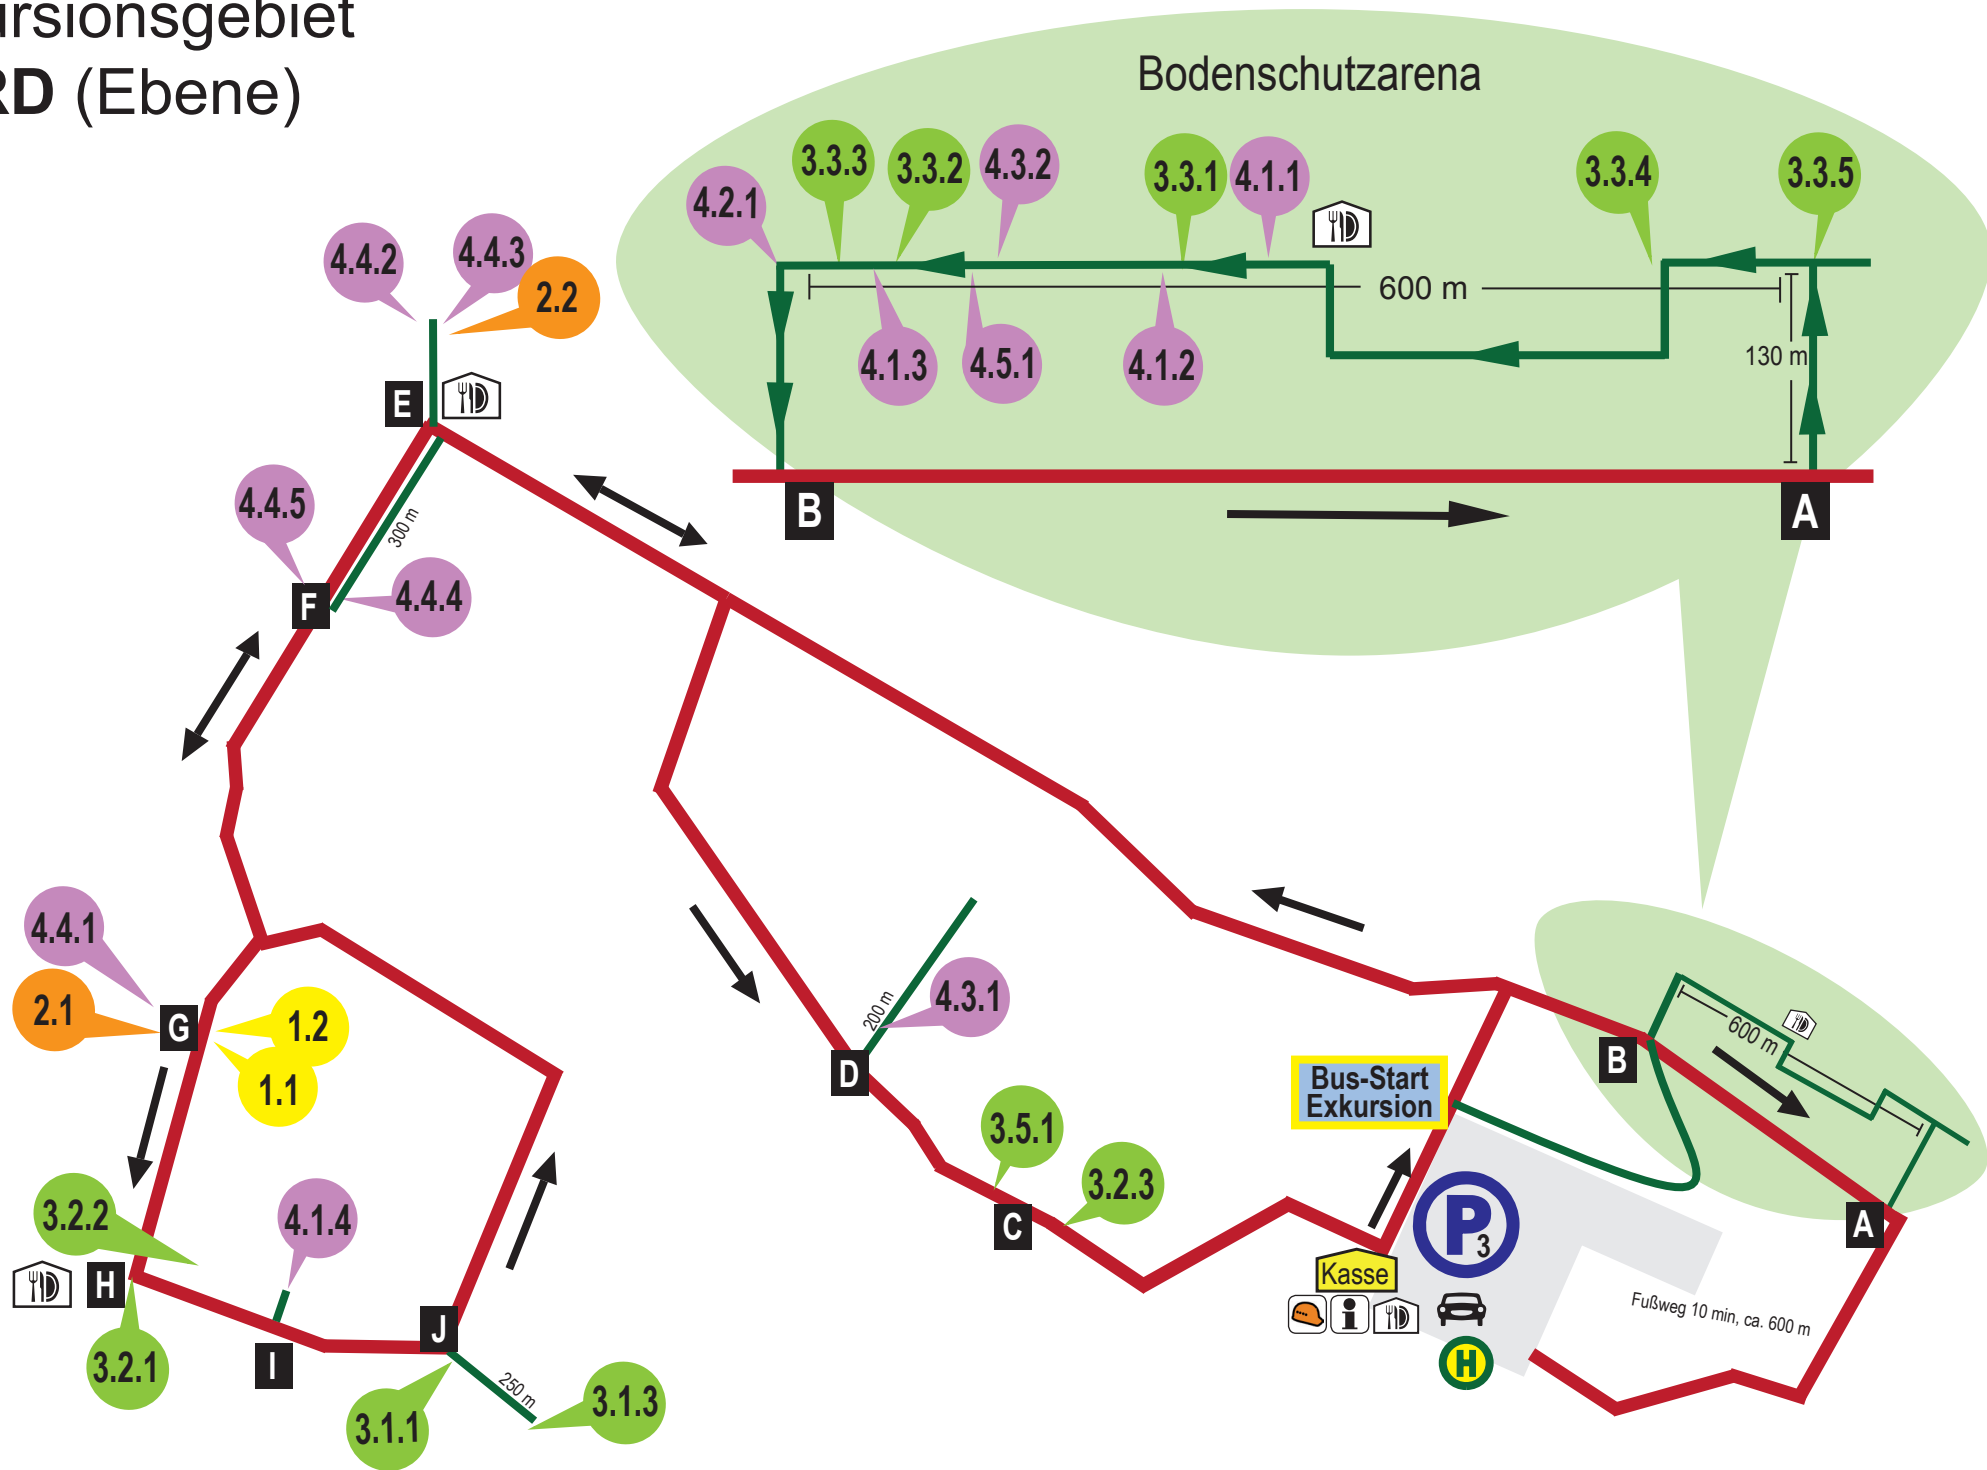 ursionsgebiet
RD (Ebene)
Bodenschutzarena
3.3.3
3.3.2
4.3.2
3.3.1
4.1.1
3.3.4
3.3.5
4.2.1
600 m
130 m
4.1.3
4.5.1
4.1.2
B
A
4.4.2
4.4.3
2.2
E
300 m
4.4.5
F
4.4.4
4.4.1
2.1
G
1.2
1.1
200 m
4.3.1
D
3.5.1
3.2.3
C
Bus-Start
Exkursion
B
600 m
A
P
3
Kasse
i
H
Fußweg 10 min, ca. 600 m
3.2.2
H
3.2.1
4.1.4
I
J
250 m
3.1.1
3.1.3